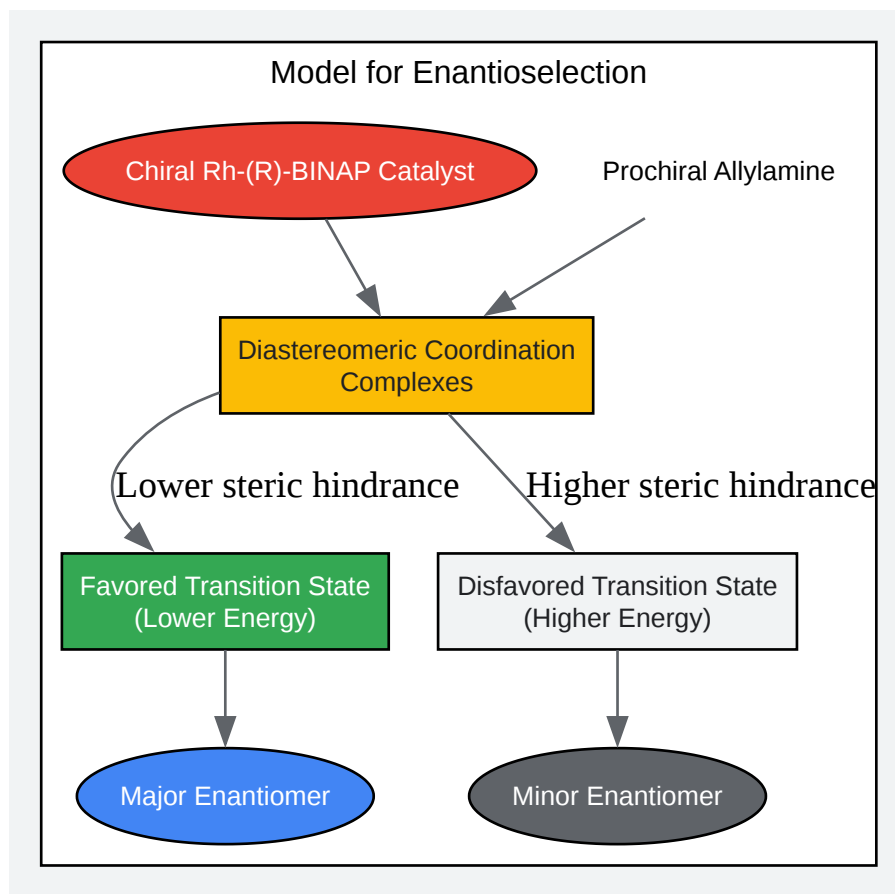 Model for Enantioselection
Chiral Rh-(R)-BINAP Catalyst
Prochiral Allylamine
Diastereomeric Coordination
Complexes
Lower steric hindrance
Higher steric hindrance
Favored Transition State
(Lower Energy)
Disfavored Transition State
(Higher Energy)
Major Enantiomer
Minor Enantiomer